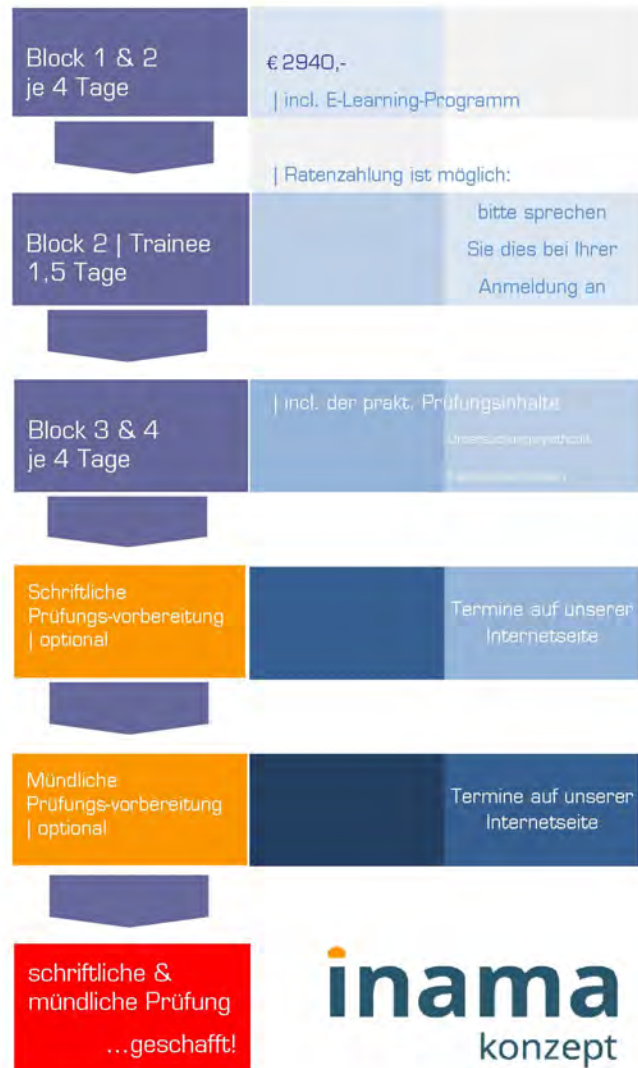 Block 1 & 2
je 4 Tage
€ 2940,-
| incl. E-Learning-Programm
| Ratenzahlung ist möglich:
bitte sprechen
Sie dies bei Ihrer
Anmeldung an
Block 2 | Trainee
1,5 Tage
| incl. der prakt. Prüfungsinhalte
Block 3 & 4
je 4 Tage
Schriftliche
Prüfungs-vorbereitung
| optional
Termine auf unserer
Internetseite
Mündliche
Prüfungs-vorbereitung
| optional
Termine auf unserer
Internetseite
schriftliche &
mündliche Prüfung
...geschafft!
inama
konzept